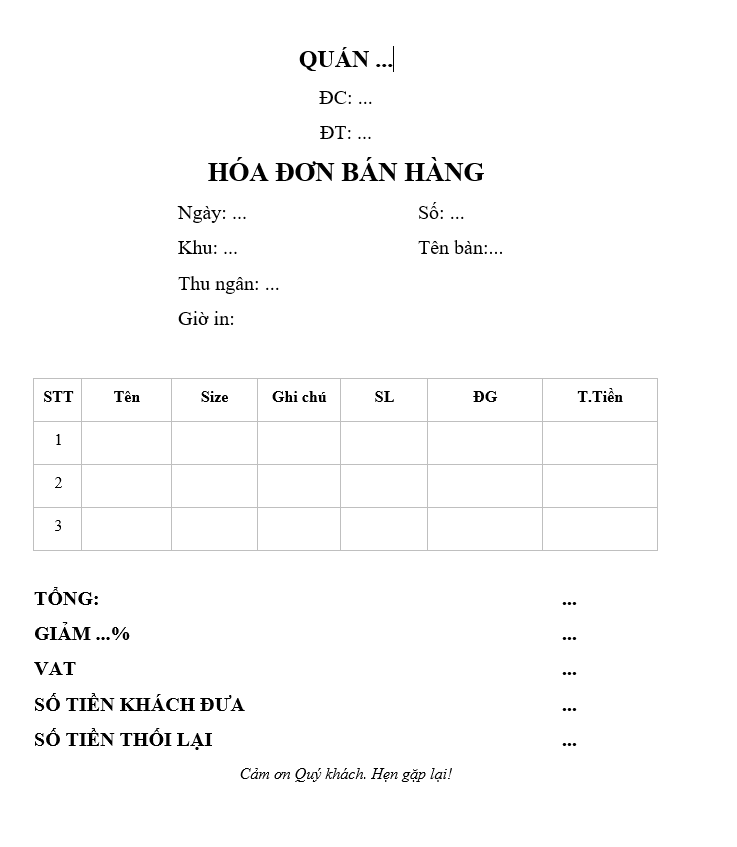 QUÁN ...
ĐC: ...
ĐT: ...
HÓA ĐƠN BÁN HÀNG
Ngày: ... Số: ...
Khu: ... Tên bàn:...
Thu ngân: ...
Giờ in:
STT Tên Size Ghi chú SL ĐG T.Tiền
1
2
3
TỔNG: ...
GIẢM ...% ...
VAT ...
SỐ TIỀN KHÁCH ĐƯA ...
SỐ TIỀN THỐI LẠI ...
Cảm ơn Quý khách. Hẹn gặp lại!